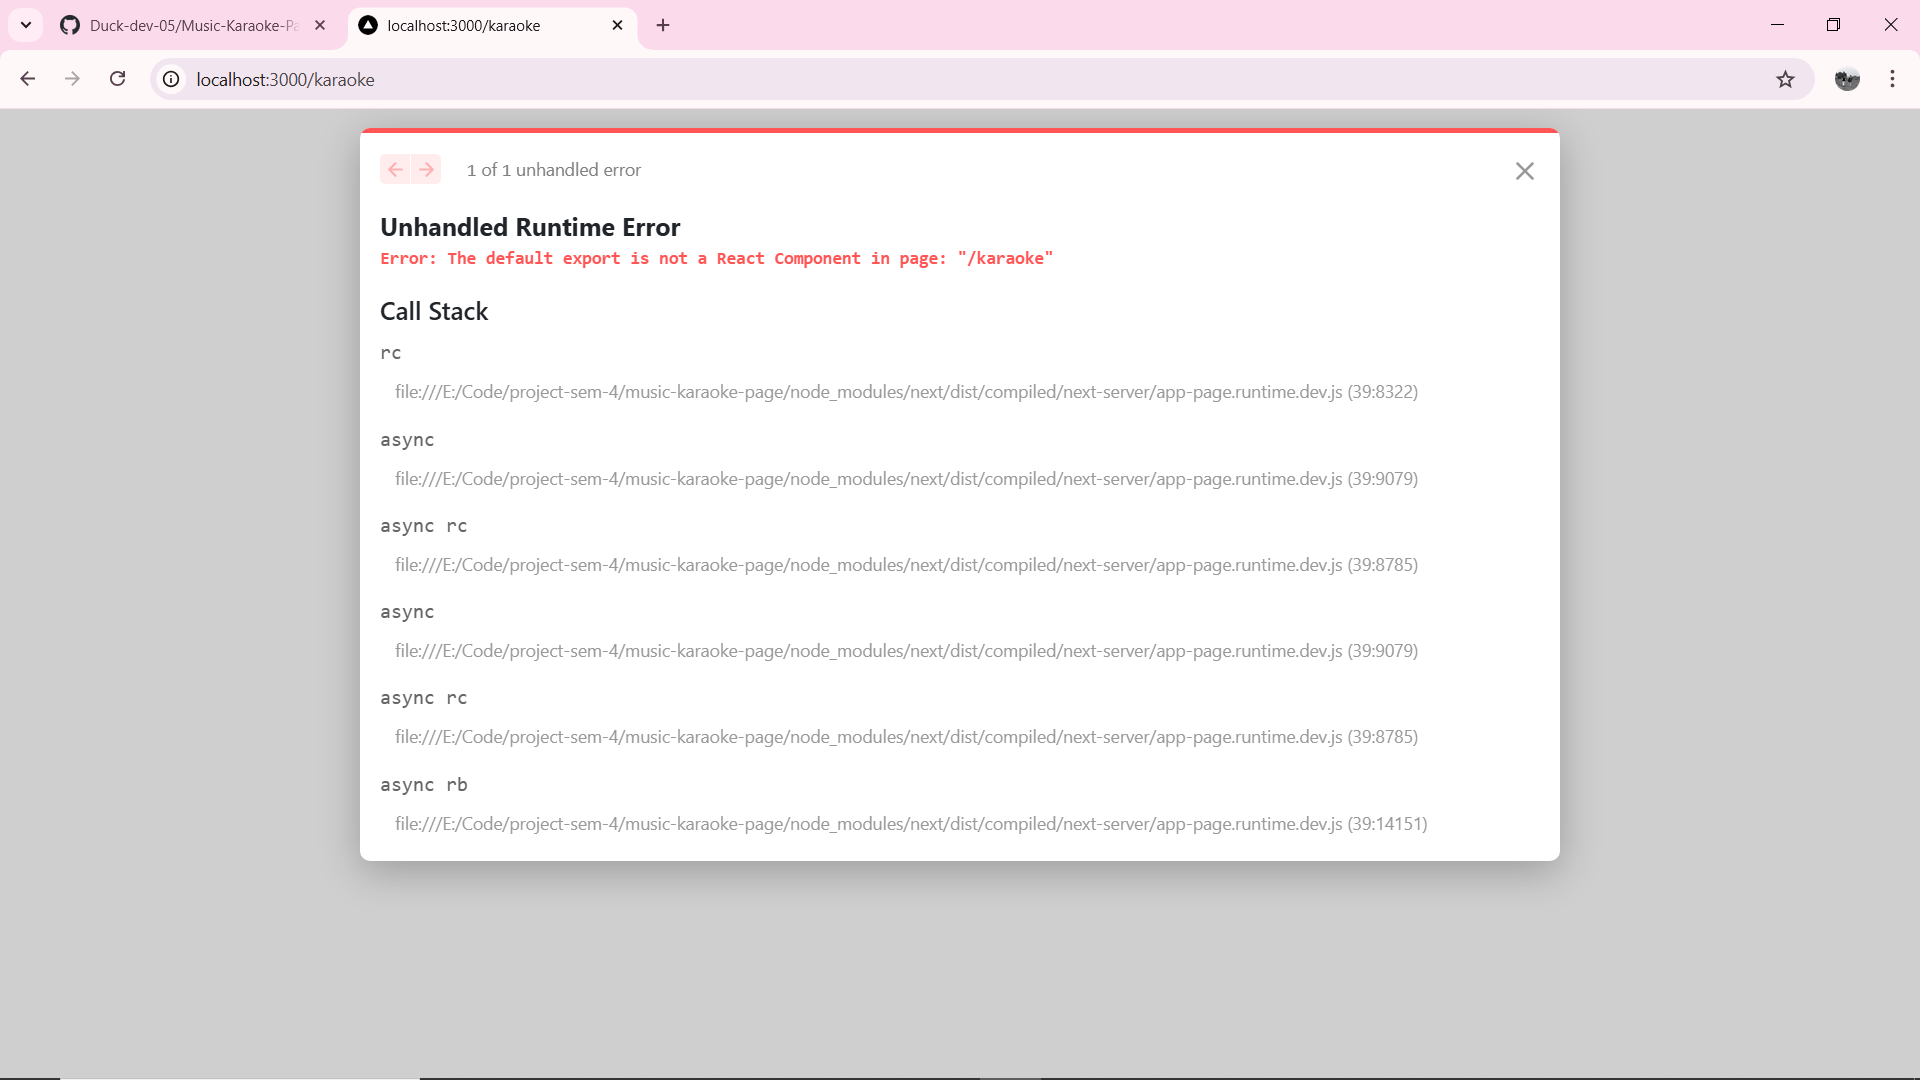 Duck-dev-05/Music-Karaoke-Pa
localhost:3000/karaoke
localhost:3000/karaoke
1 of 1 unhandled error
Unhandled Runtime Error
Error: The default export is not a React Component in page: "/karaoke"
Call Stack
rc
file:///E:/Code/project-sem-4/music-karaoke-page/node_modules/next/dist/compiled/next-server/app-page.runtime.dev.js (39:8322)
async
file:///E:/Code/project-sem-4/music-karaoke-page/node_modules/next/dist/compiled/next-server/app-page.runtime.dev.js (39:9079)
async rc
file:///E:/Code/project-sem-4/music-karaoke-page/node_modules/next/dist/compiled/next-server/app-page.runtime.dev.js (39:8785)
async
file:///E:/Code/project-sem-4/music-karaoke-page/node_modules/next/dist/compiled/next-server/app-page.runtime.dev.js (39:9079)
async rc
file:///E:/Code/project-sem-4/music-karaoke-page/node_modules/next/dist/compiled/next-server/app-page.runtime.dev.js (39:8785)
async rb
file:///E:/Code/project-sem-4/music-karaoke-page/node_modules/next/dist/compiled/next-server/app-page.runtime.dev.js (39:14151)